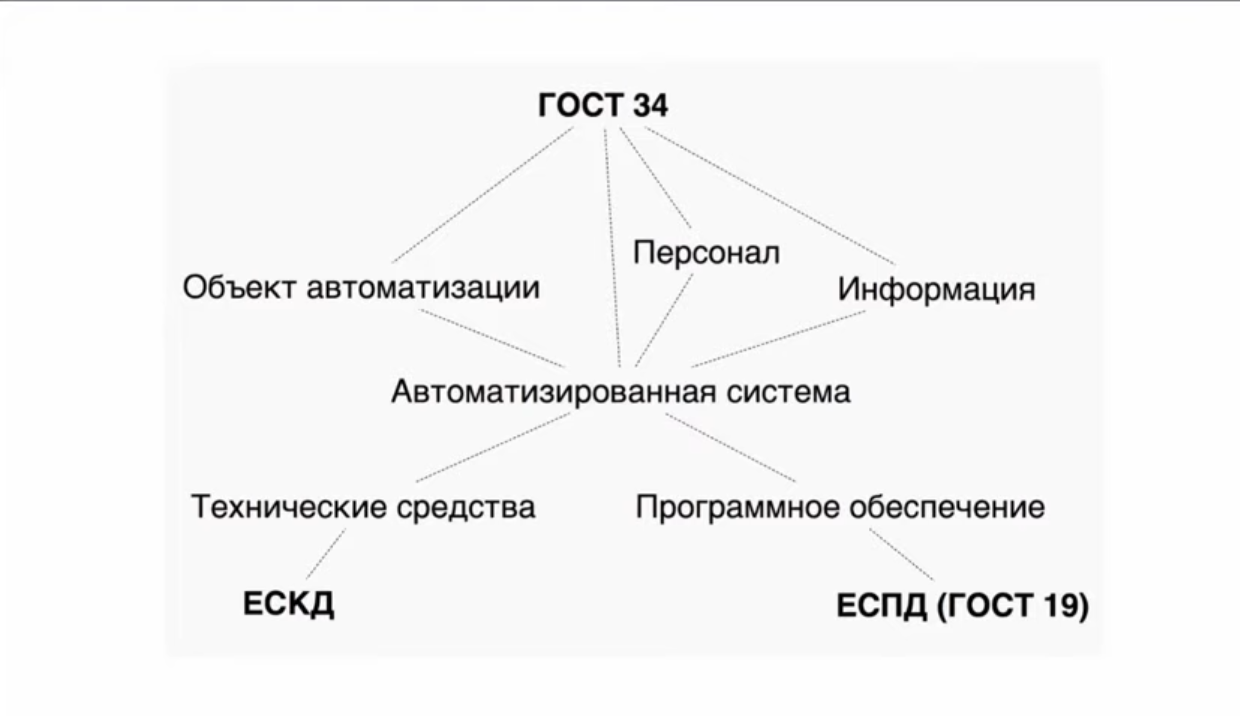 ГОСТ 34
Персонал
Объект автоматизации
Информация
Автоматизированная система
Технические средства
Программное обеспечение
ЕСКД
ЕСПД (ГОСТ 19)